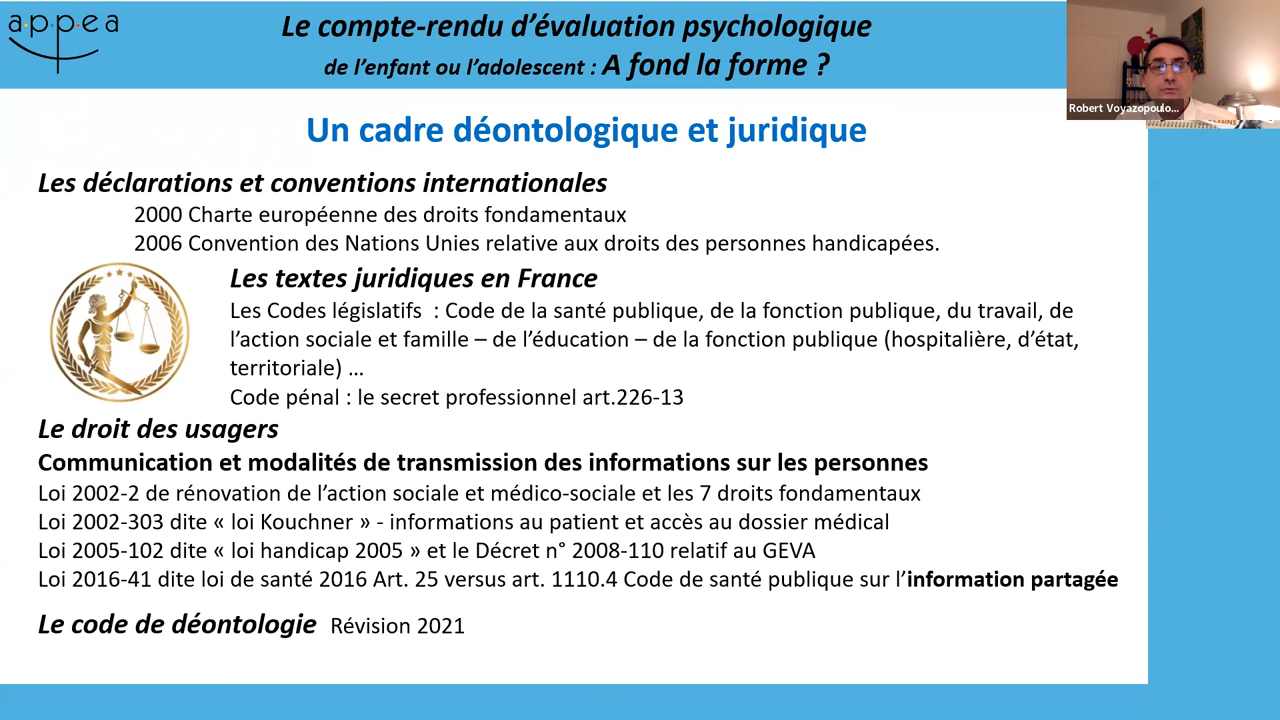 appea
Le compte-rendu d'évaluation psychologique
de l'enfant ou l'adolescent : A fond la forme ?
Robert Voyazopoulo...
Un cadre déontologique et juridique
Les déclarations et conventions internationales
2000 Charte européenne des droits fondamentaux
2006 Convention des Nations Unies relative aux droits des personnes handicapées.
Les textes juridiques en France
Les Codes législatifs : Code de la santé publique, de la fonction publique, du travail, de
l'action sociale et famille – de l'éducation – de la fonction publique (hospitalière, d'état,
territoriale) …
Code pénal : le secret professionnel art.226-13
Le droit des usagers
Communication et modalités de transmission des informations sur les personnes
Loi 2002-2 de rénovation de l'action sociale et médico-sociale et les 7 droits fondamentaux
Loi 2002-303 dite « loi Kouchner » - informations au patient et accès au dossier médical
Loi 2005-102 dite « loi handicap 2005 » et le Décret n° 2008-110 relatif au GEVA
Loi 2016-41 dite loi de santé 2016 Art. 25 versus art. 1110.4 Code de santé publique sur l'information partagée
Le code de déontologie Révision 2021